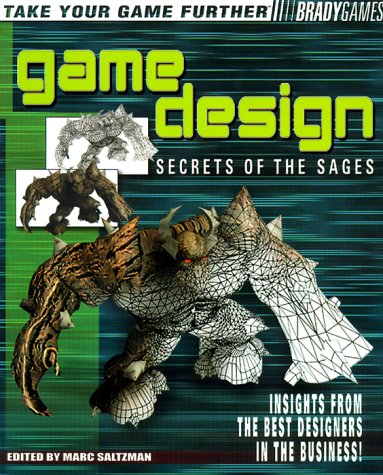 TAKE YOUR GAME FURTHER
BRADYGAMES
game
design
SECRETS OF THE SAGES
INSIGHTS FROM
THE BEST DESIGNERS
IN THE BUSINESS!
EDITED BY MARC SALTZMAN